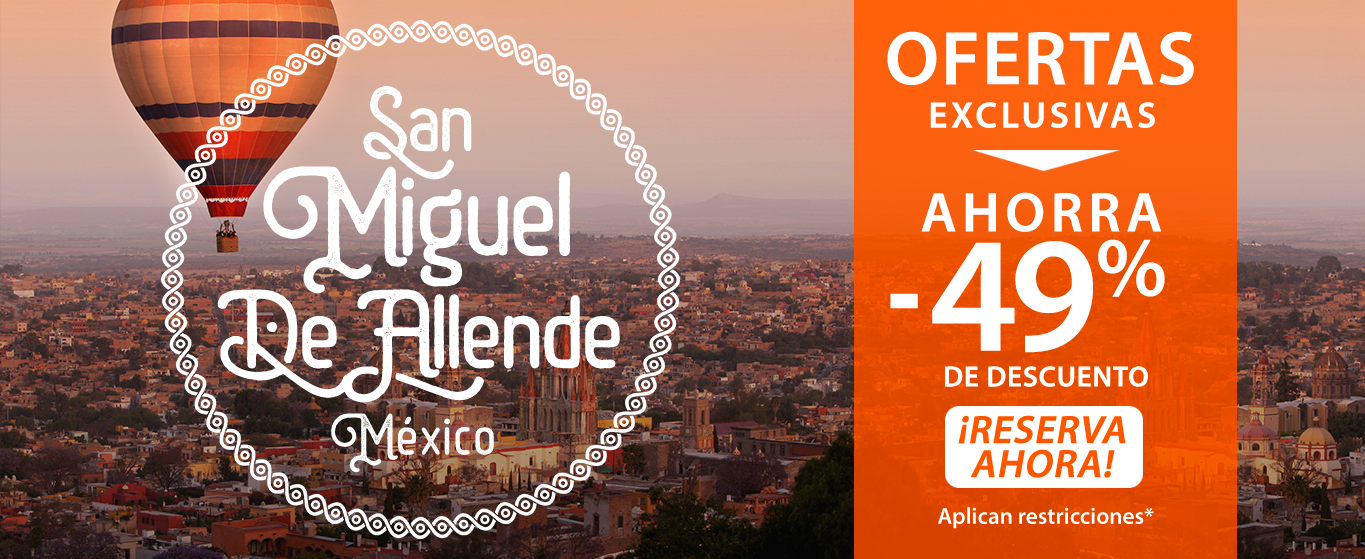 San
Miguel
De Allende
México
OFERTAS
EXCLUSIVAS
AHORRA
-49%
DE DESCUENTO
¡RESERVA
AHORA!
Aplican restricciones*